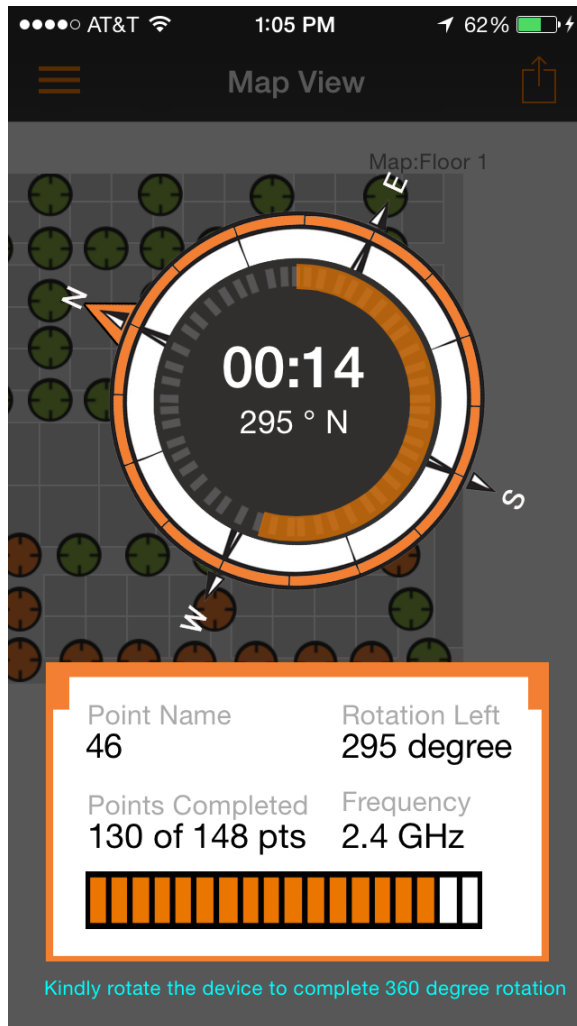 AT&T 1:05 PM 62%
Map View
Map:Floor 1
E
N
00:14
295 ° N
S
W
Point Name Rotation Left
46 295 degree
Points Completed Frequency
130 of 148 pts 2.4 GHz
Kindly rotate the device to complete 360 degree rotation